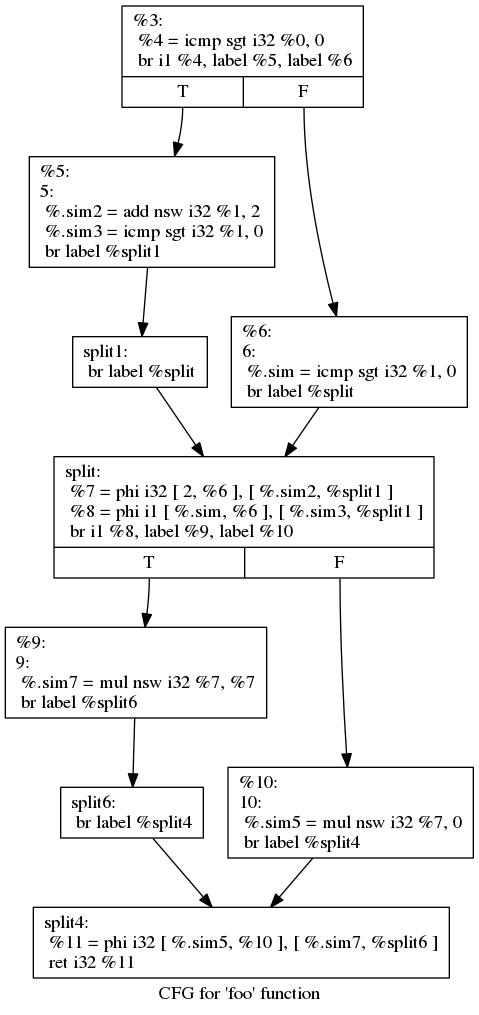 %3:
%4 = icmp sgt i32 %0, 0
br i1 %4, label %5, label %6
T F
%5:
5:
%.sim2 = add nsw i32 %1, 2
%.sim3 = icmp sgt i32 %1, 0
br label %split1
split1:
br label %split
%6:
6:
%.sim = icmp sgt i32 %1, 0
br label %split
split:
%7 = phi i32 [ 2, %6 ], [ %.sim2, %split1 ]
%8 = phi i1 [ %.sim, %6 ], [ %.sim3, %split1 ]
br i1 %8, label %9, label %10
T F
%9:
9:
%.sim7 = mul nsw i32 %7, %7
br label %split6
split6:
br label %split4
%10:
10:
%.sim5 = mul nsw i32 %7, 0
br label %split4
split4:
%11 = phi i32 [ %.sim5, %10 ], [ %.sim7, %split6 ]
ret i32 %11
CFG for 'foo' function